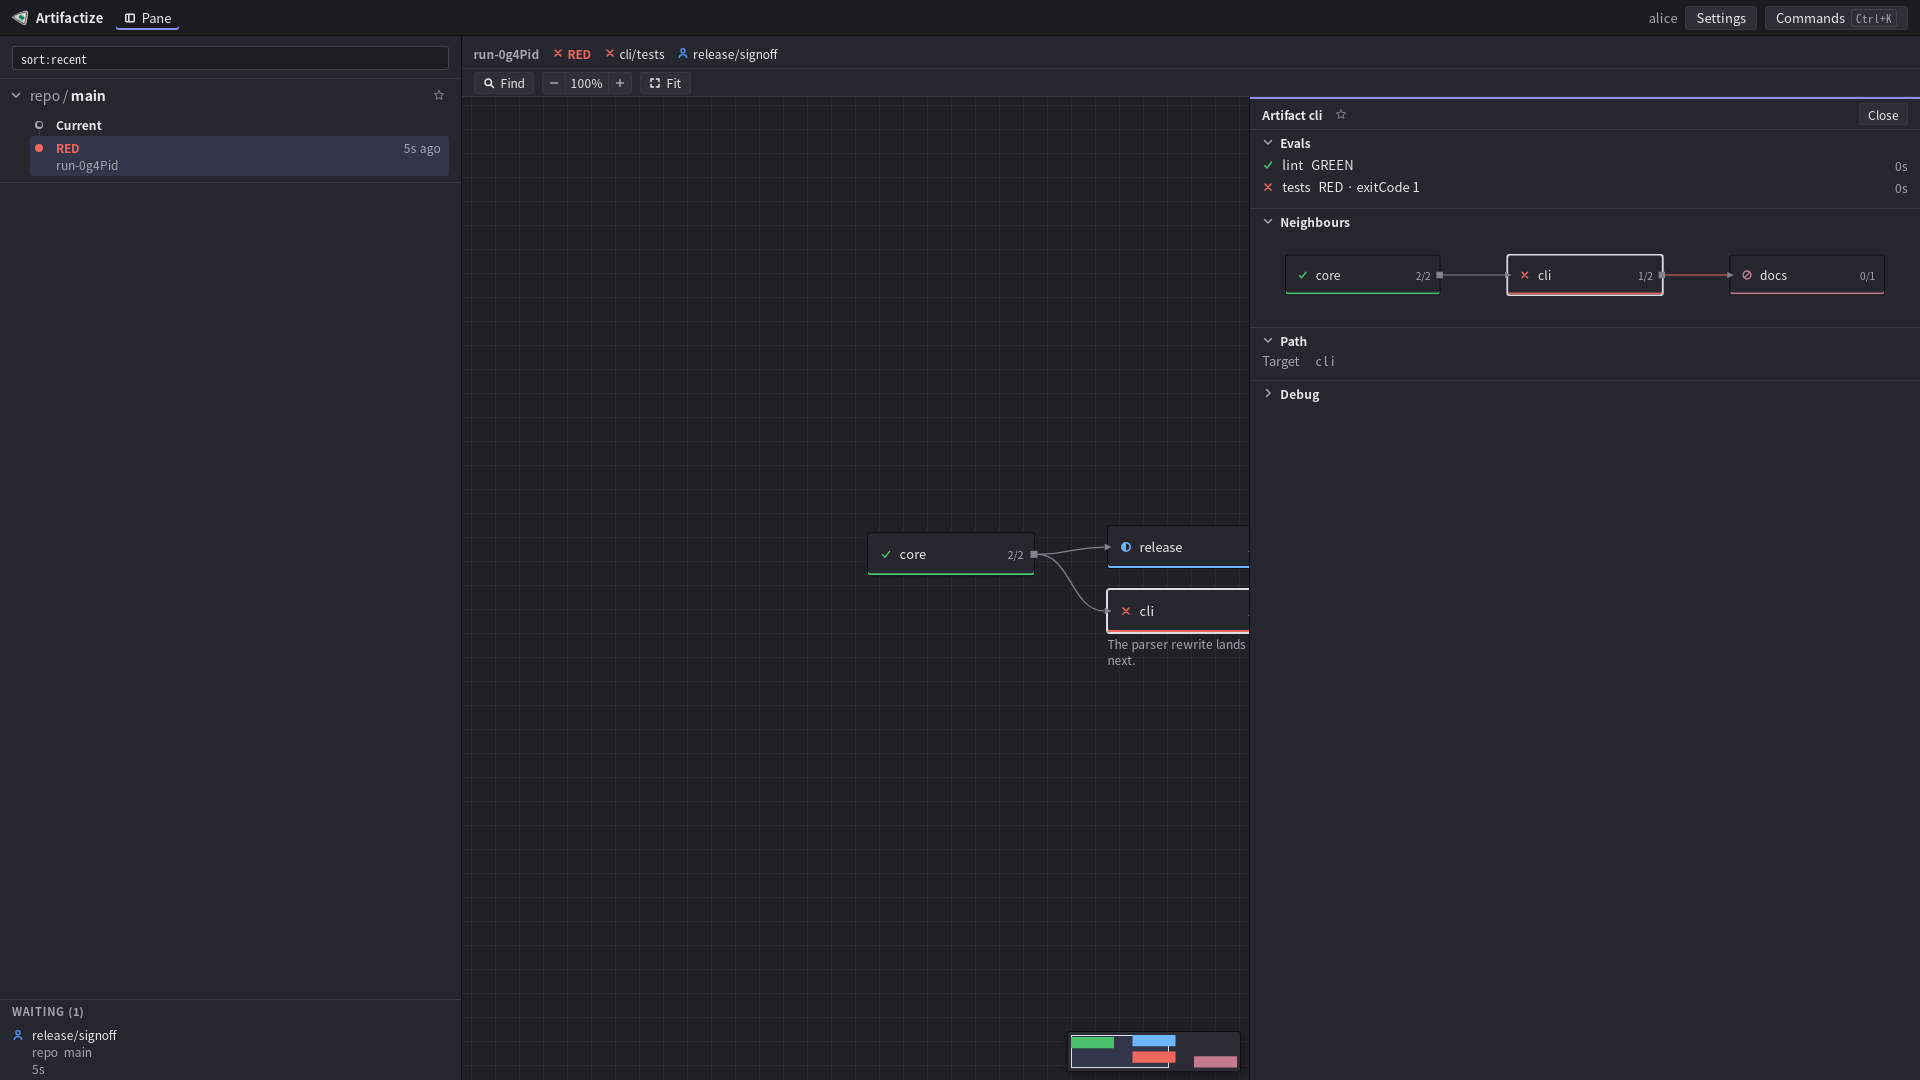 Artifactize
Pane
alice
Settings
Commands Ctrl+K
sort:recent
repo / main
Current
RED 5s ago
run-0g4Pid
WAITING (1)
release/signoff
repo main
5s
run-0g4Pid RED cli/tests release/signoff
Find
100%
Fit
core 2/2
release
cli
The parser rewrite lands
next.
Artifact cli
Close
Evals
lint GREEN 0s
tests RED · exitCode 1 0s
Neighbours
core 2/2
cli 1/2
docs 0/1
Path
Target cli
Debug